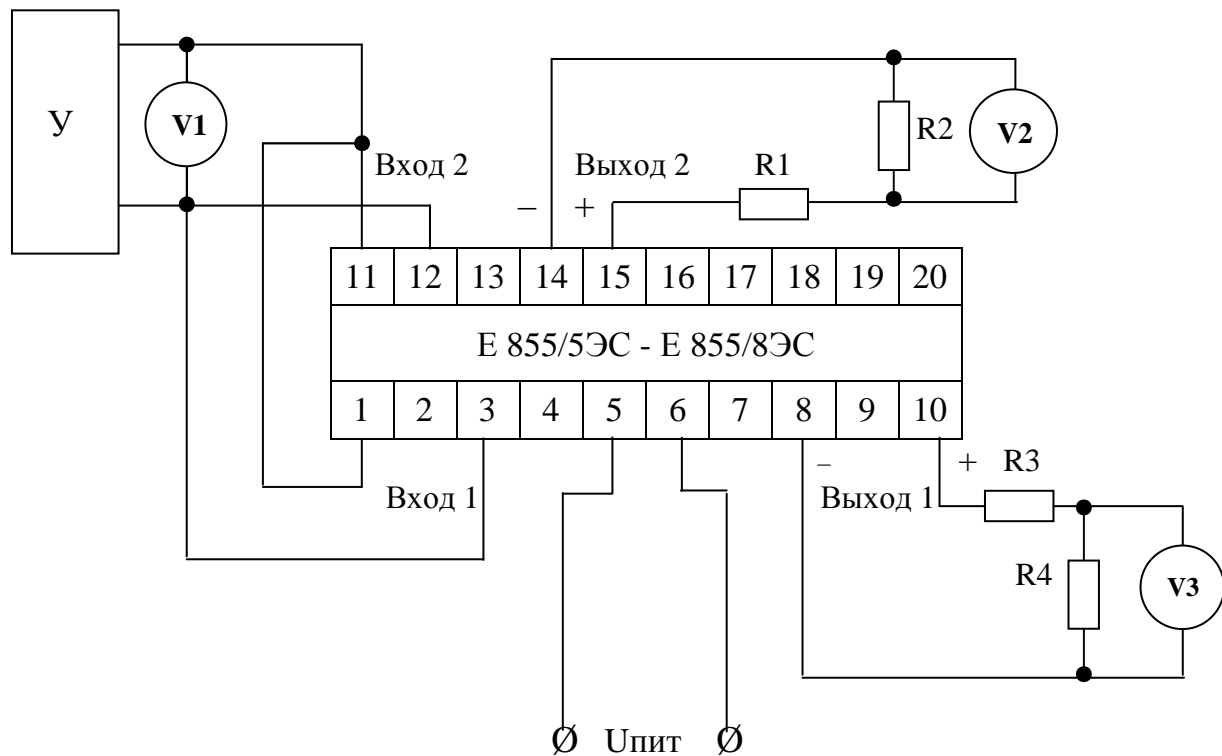 У
V1
R2
V2
Вход 2
Выход 2
R1
– +
11 12 13 14 15 16 17 18 19 20
Е 855/5ЭС - Е 855/8ЭС
1 2 3 4 5 6 7 8 9 10
– + R3
Вход 1
Выход 1
R4
V3
Ø Uпит Ø